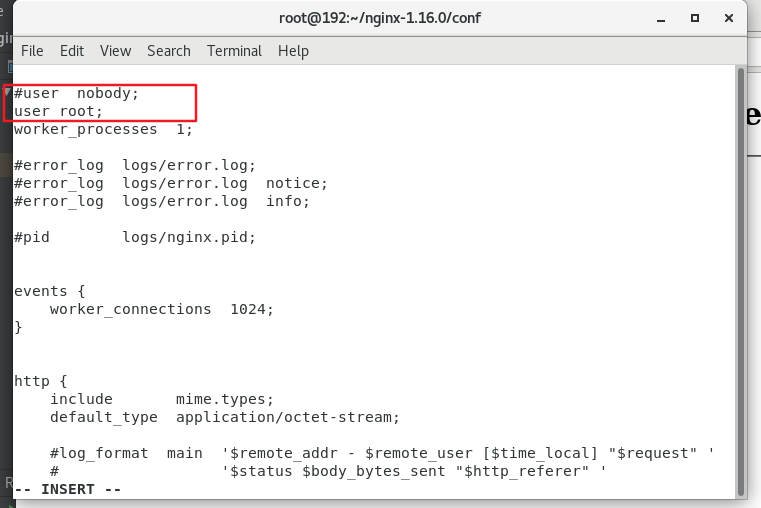 root@192:~/nginx-1.16.0/conf
File Edit View Search Terminal Help
#user  nobody;
user root;
worker_processes  1;
#error_log  logs/error.log;
#error_log  logs/error.log  notice;
#error_log  logs/error.log  info;
#pid        logs/nginx.pid;
events {
    worker_connections  1024;
}
http {
    include       mime.types;
    default_type  application/octet-stream;
    #log_format  main  '$remote_addr - $remote_user [$time_local] "$request" '
    #                  '$status $body_bytes_sent "$http_referer" '
-- INSERT --